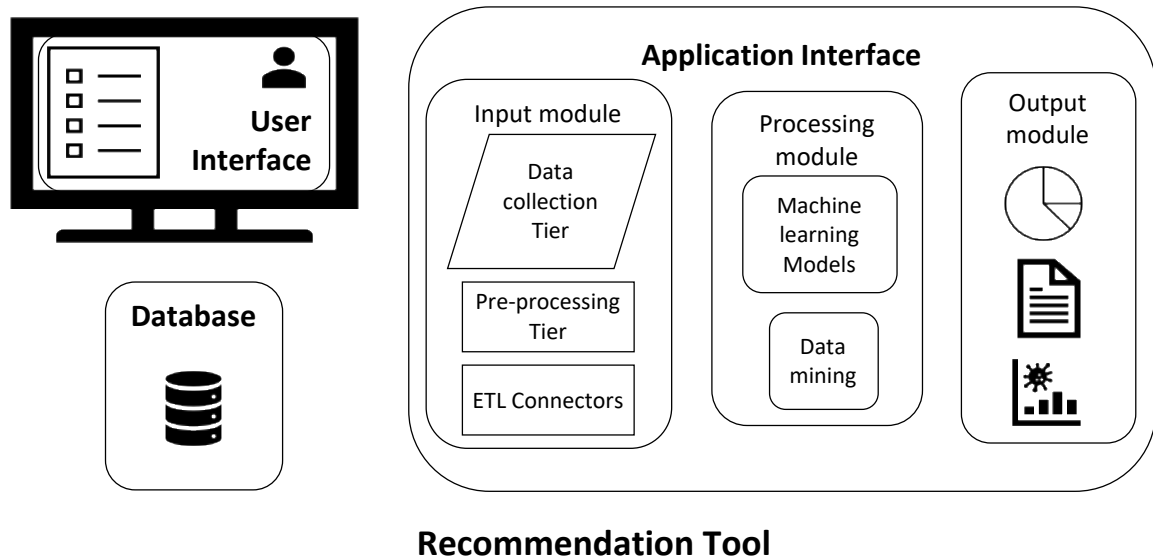 User
Interface
Database
Application Interface
Input module
Data
collection
Tier
Pre-processing
Tier
ETL Connectors
Processing
module
Machine
learning
Models
Data
mining
Output
module
Recommendation Tool